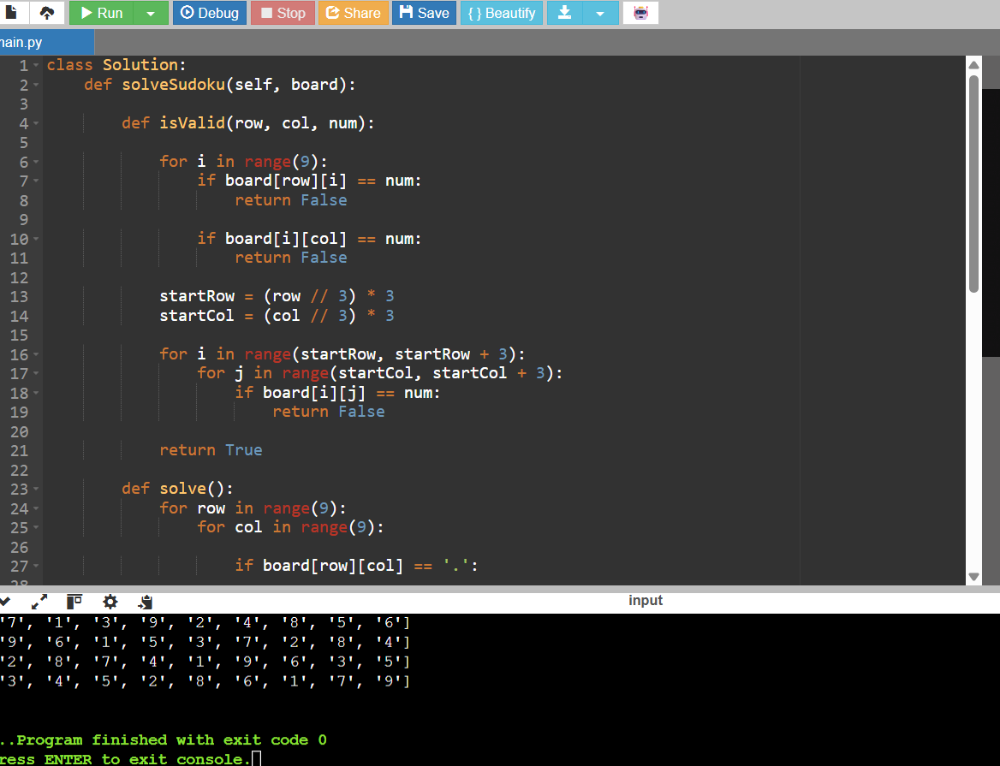 Run Debug Stop Share Save { } Beautify
main.py
1 class Solution:
2     def solveSudoku(self, board):
3
4         def isValid(row, col, num):
5
6             for i in range(9):
7                 if board[row][i] == num:
8                     return False
9
10                 if board[i][col] == num:
11                     return False
12
13             startRow = (row // 3) * 3
14             startCol = (col // 3) * 3
15
16             for i in range(startRow, startRow + 3):
17                 for j in range(startCol, startCol + 3):
18                     if board[i][j] == num:
19                         return False
20
21             return True
22
23         def solve():
24             for row in range(9):
25                 for col in range(9):
26
27                     if board[row][col] == '.':
28
input
'7', '1', '3', '9', '2', '4', '8', '5', '6']
'9', '6', '1', '5', '3', '7', '2', '8', '4']
'2', '8', '7', '4', '1', '9', '6', '3', '5']
'3', '4', '5', '2', '8', '6', '1', '7', '9']
..Program finished with exit code 0
ress ENTER to exit console.